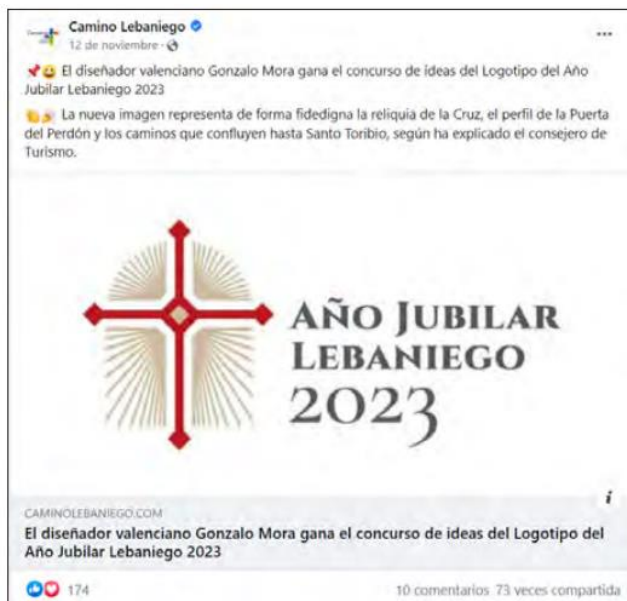 Camino Lebaniego
12 de noviembre ·
📌😃 El diseñador valenciano Gonzalo Mora gana el concurso de ideas del Logotipo del Año
Jubilar Lebaniego 2023
👏🎉 La nueva imagen representa de forma fidedigna la reliquia de la Cruz, el perfil de la Puerta
del Perdón y los caminos que confluyen hasta Santo Toribio, según ha explicado el consejero de
Turismo.
AÑO JUBILAR
LEBANIEGO
2023
i
CAMINOLEBANIEGO.COM
El diseñador valenciano Gonzalo Mora gana el concurso de ideas del Logotipo del
Año Jubilar Lebaniego 2023
174 10 comentarios 73 veces compartida